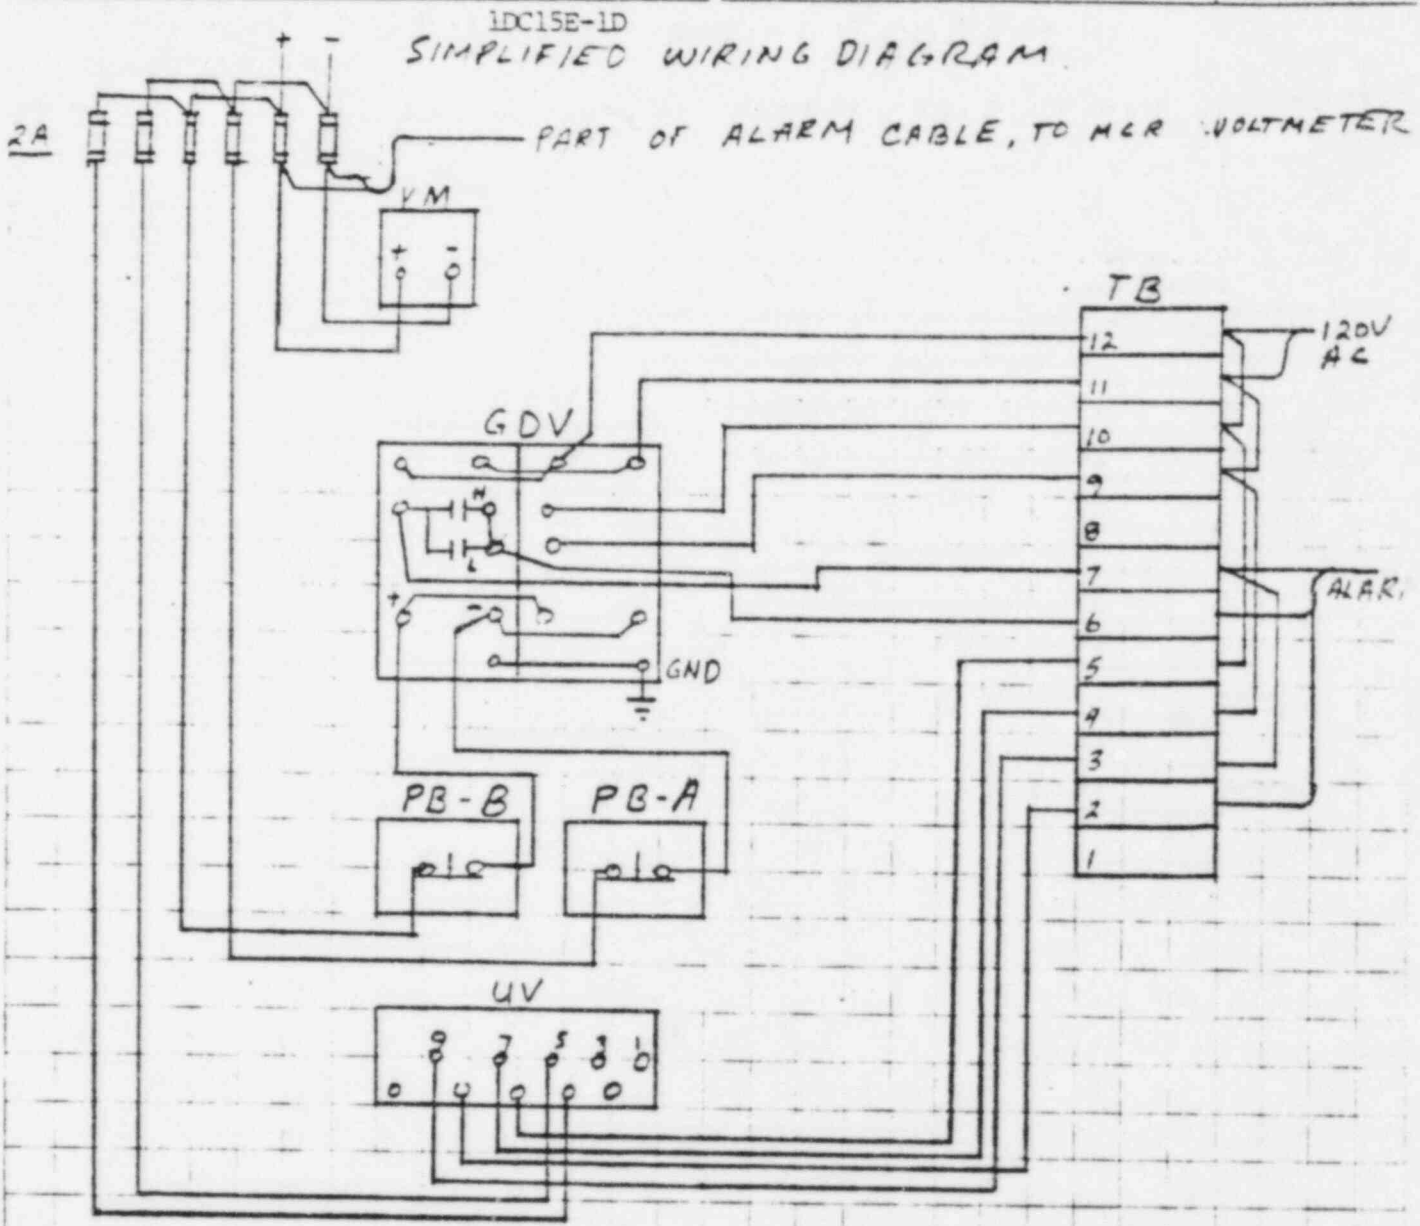 1DC15E-1D
SIMPLIFIED WIRING DIAGRAM
+ -
2A
PART OF ALARM CABLE, TO MCR VOLTMETER
VM
+ -
TB
12
120V
AC
11
10
9
8
7
ALAR
6
5
4
3
2
1
GDV
H
L
+ -
GND
PB-B PB-A
UV
9 7 5 3 1